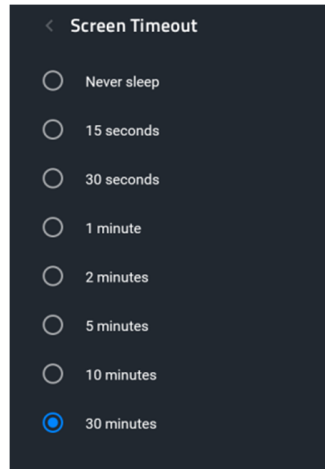 Screen Timeout
Never sleep
15 seconds
30 seconds
1 minute
2 minutes
5 minutes
10 minutes
30 minutes